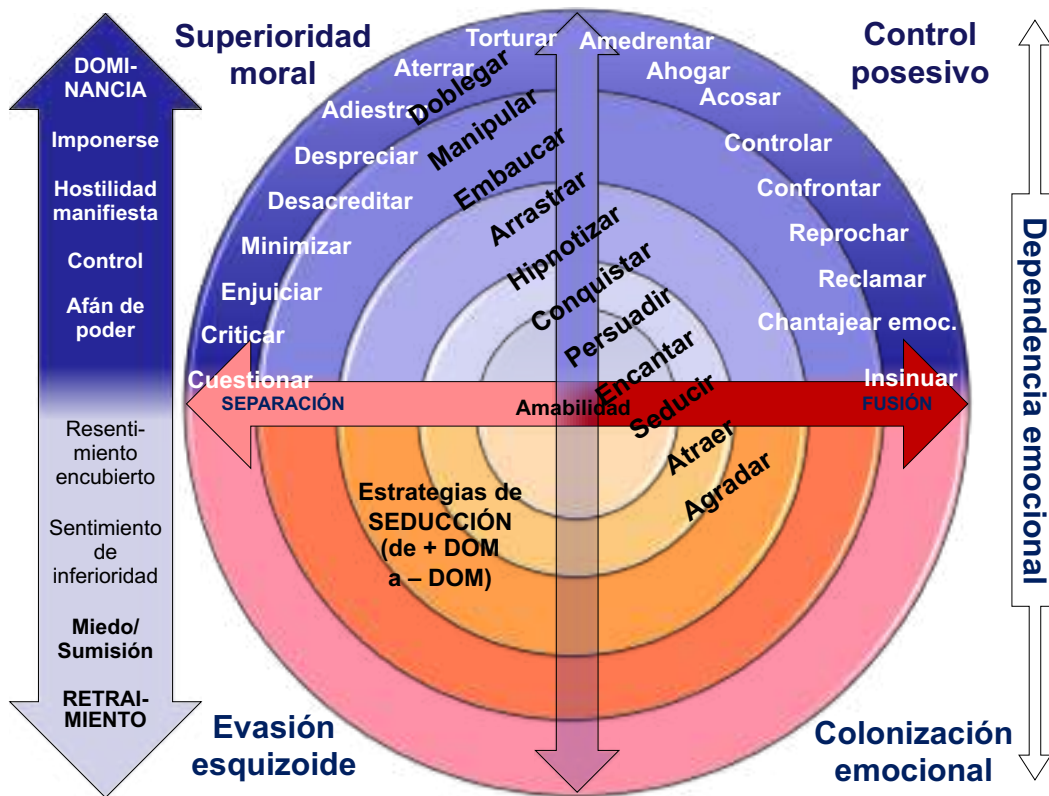 Superioridad
moral
Control
posesivo
DOMI-
NANCIA
Imponerse
Hostilidad
manifiesta
Control
Afán de
poder
Resenti-
miento
encubierto
Sentimiento
de
inferioridad
Miedo/
Sumisión
RETRAI-
MIENTO
Torturar
Aterrar
Adiestrar
Despreciar
Desacreditar
Minimizar
Enjuiciar
Criticar
Cuestionar
Doblegar
Manipular
Embaucar
Arrastrar
Hipnotizar
Conquistar
Persuadir
Encantar
Seducir
Atraer
Agradar
Amedrentar
Ahogar
Acosar
Controlar
Confrontar
Reprochar
Reclamar
Chantajear emoc.
Insinuar
SEPARACIÓN
Amabilidad
FUSIÓN
Estrategias de
SEDUCCIÓN
(de + DOM
a – DOM)
Dependencia emocional
Evasión
esquizoide
Colonización
emocional